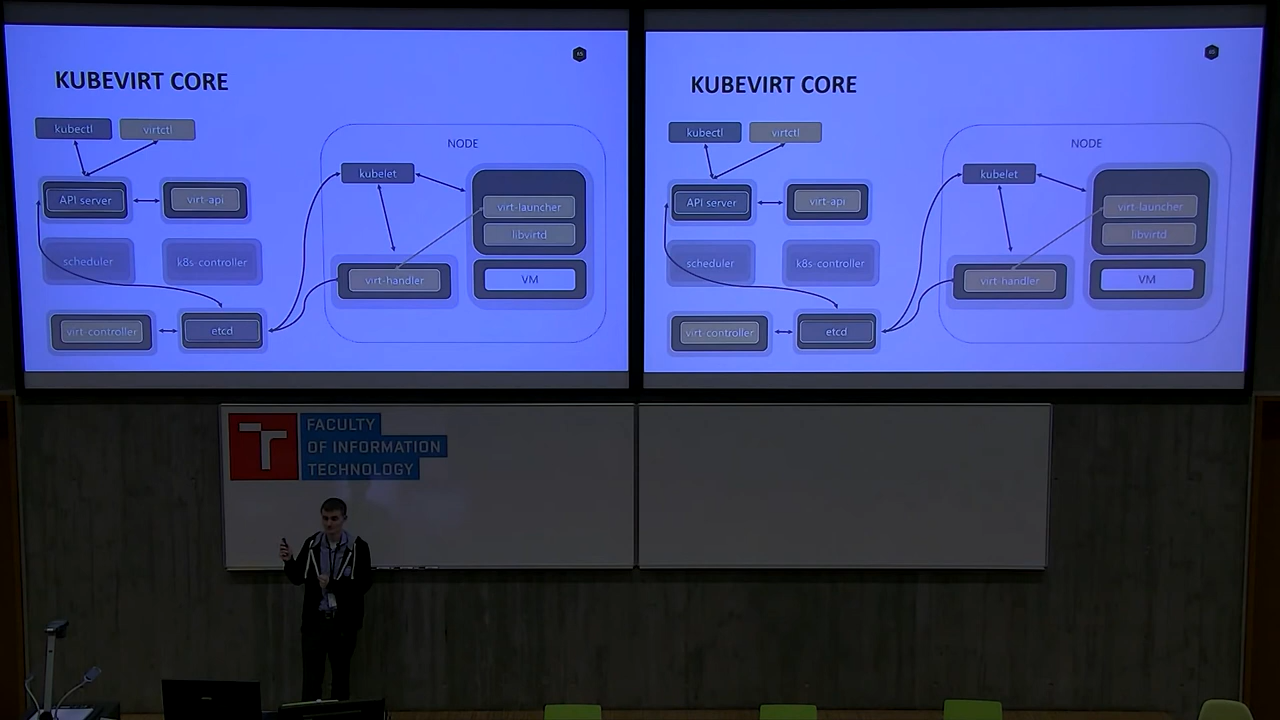 KUBEVIRT CORE
kubectl
virtctl
NODE
kubelet
API server
virt-api
virt-launcher
libvirtd
scheduler
k8s-controller
virt-handler
VM
virt-controller
etcd
KUBEVIRT CORE
kubectl
virtctl
NODE
kubelet
API server
virt-api
virt-launcher
libvirtd
scheduler
k8s-controller
virt-handler
VM
virt-controller
etcd
FACULTY
OF INFORMATION
TECHNOLOGY